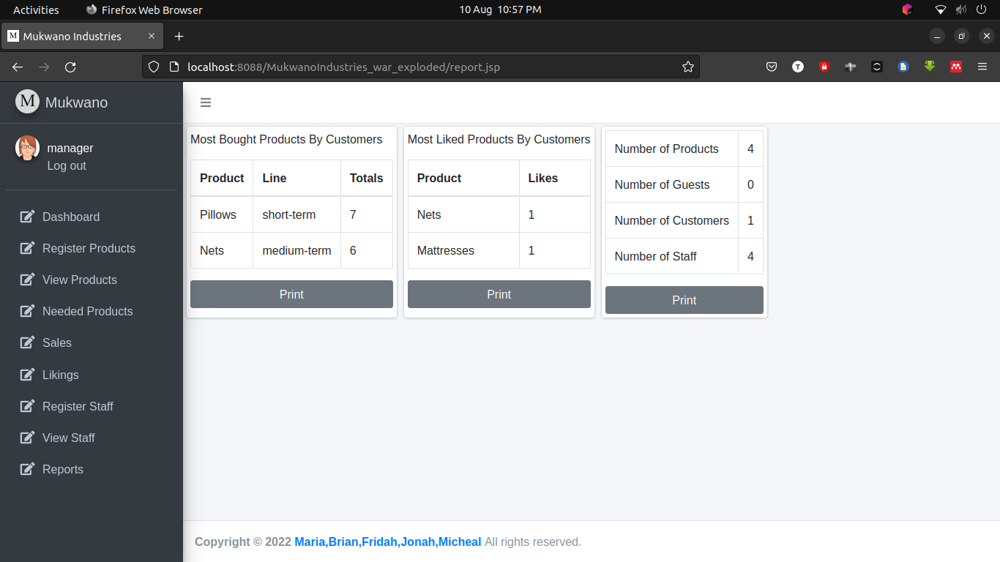 Activities Firefox Web Browser 10 Aug 10:57 PM
M Mukwano Industries
localhost:8088/MukwanoIndustries_war_exploded/report.jsp
M Mukwano
manager
Log out
Dashboard
Register Products
View Products
Needed Products
Sales
Likings
Register Staff
View Staff
Reports
Most Bought Products By Customers
Product Line Totals
Pillows short-term 7
Nets medium-term 6
Print
Most Liked Products By Customers
Product Likes
Nets 1
Mattresses 1
Print
Number of Products 4
Number of Guests 0
Number of Customers 1
Number of Staff 4
Print
Copyright © 2022 Maria,Brian,Fridah,Jonah,Micheal All rights reserved.